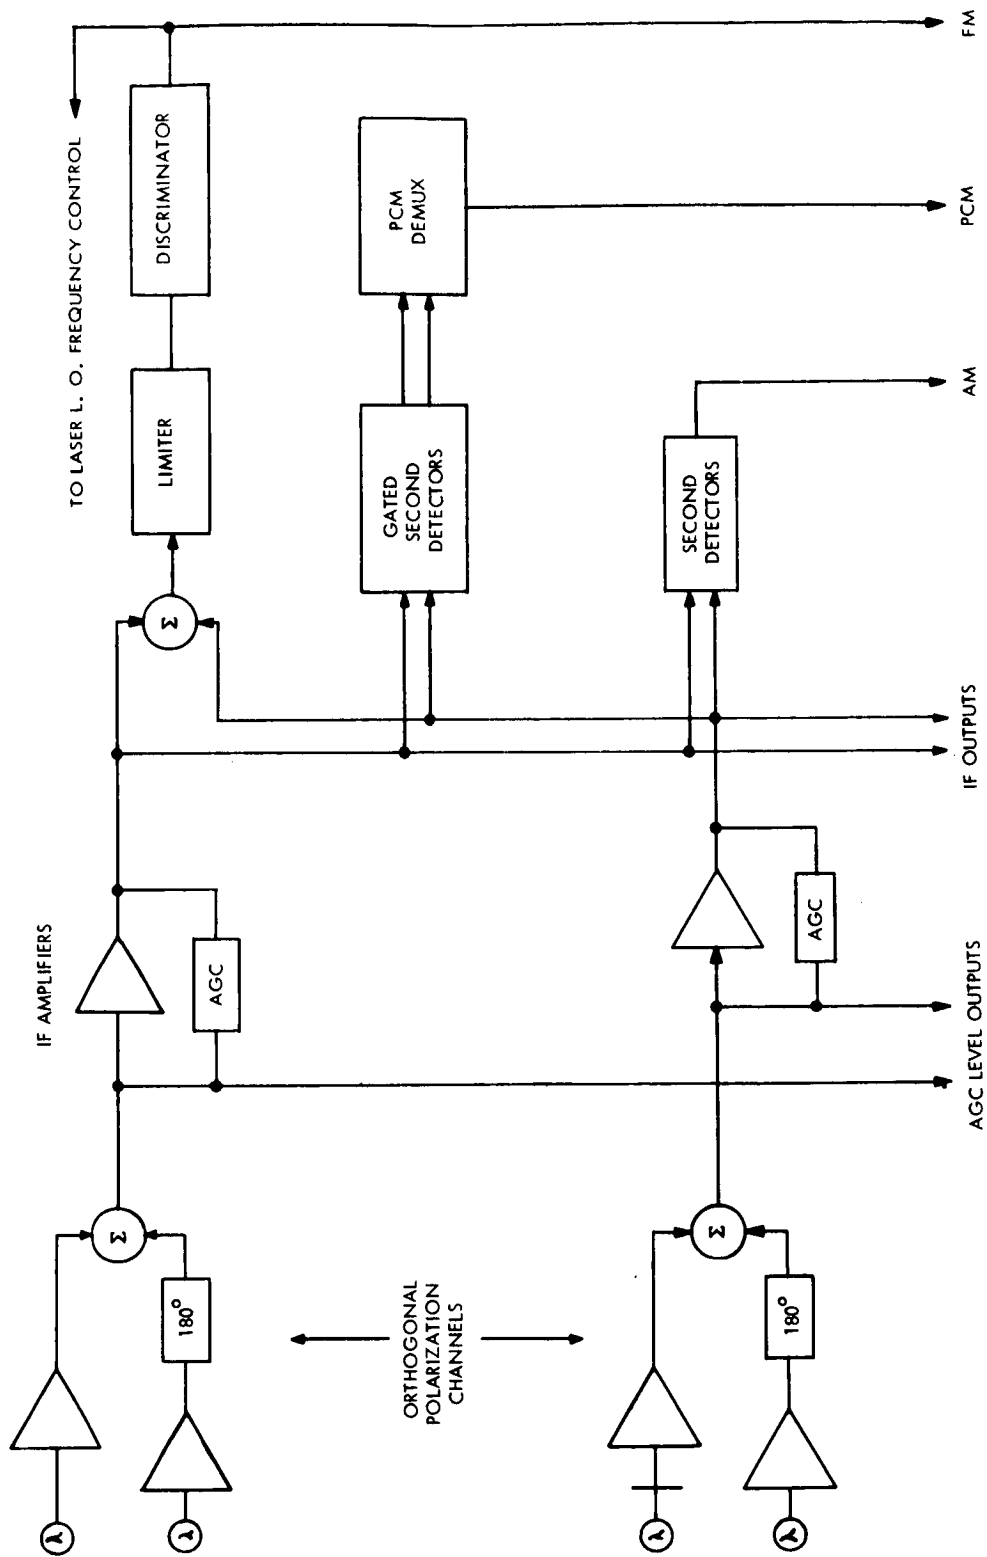 λ
IF AMPLIFIERS
TO LASER L. O. FREQUENCY CONTROL
Σ
Σ
LIMITER
DISCRIMINATOR
λ
180°
AGC
ORTHOGONAL
POLARIZATION
CHANNELS
GATED
SECOND
DETECTORS
PCM
DEMUX
λ
Σ
SECOND
DETECTORS
λ
180°
AGC
AGC LEVEL OUTPUTS
IF OUTPUTS
AM
PCM
FM